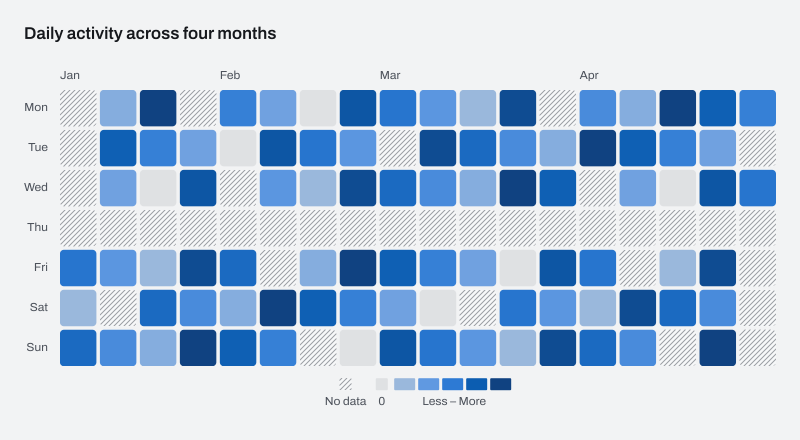 Daily activity across four months
Jan Feb Mar Apr
Mon
Tue
Wed
Thu
Fri
Sat
Sun
No data 0 Less – More